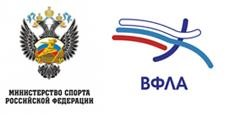 МИНИСТЕРСТВО СПОРТА
РОССИЙСКОЙ ФЕДЕРАЦИИ
ВФЛА